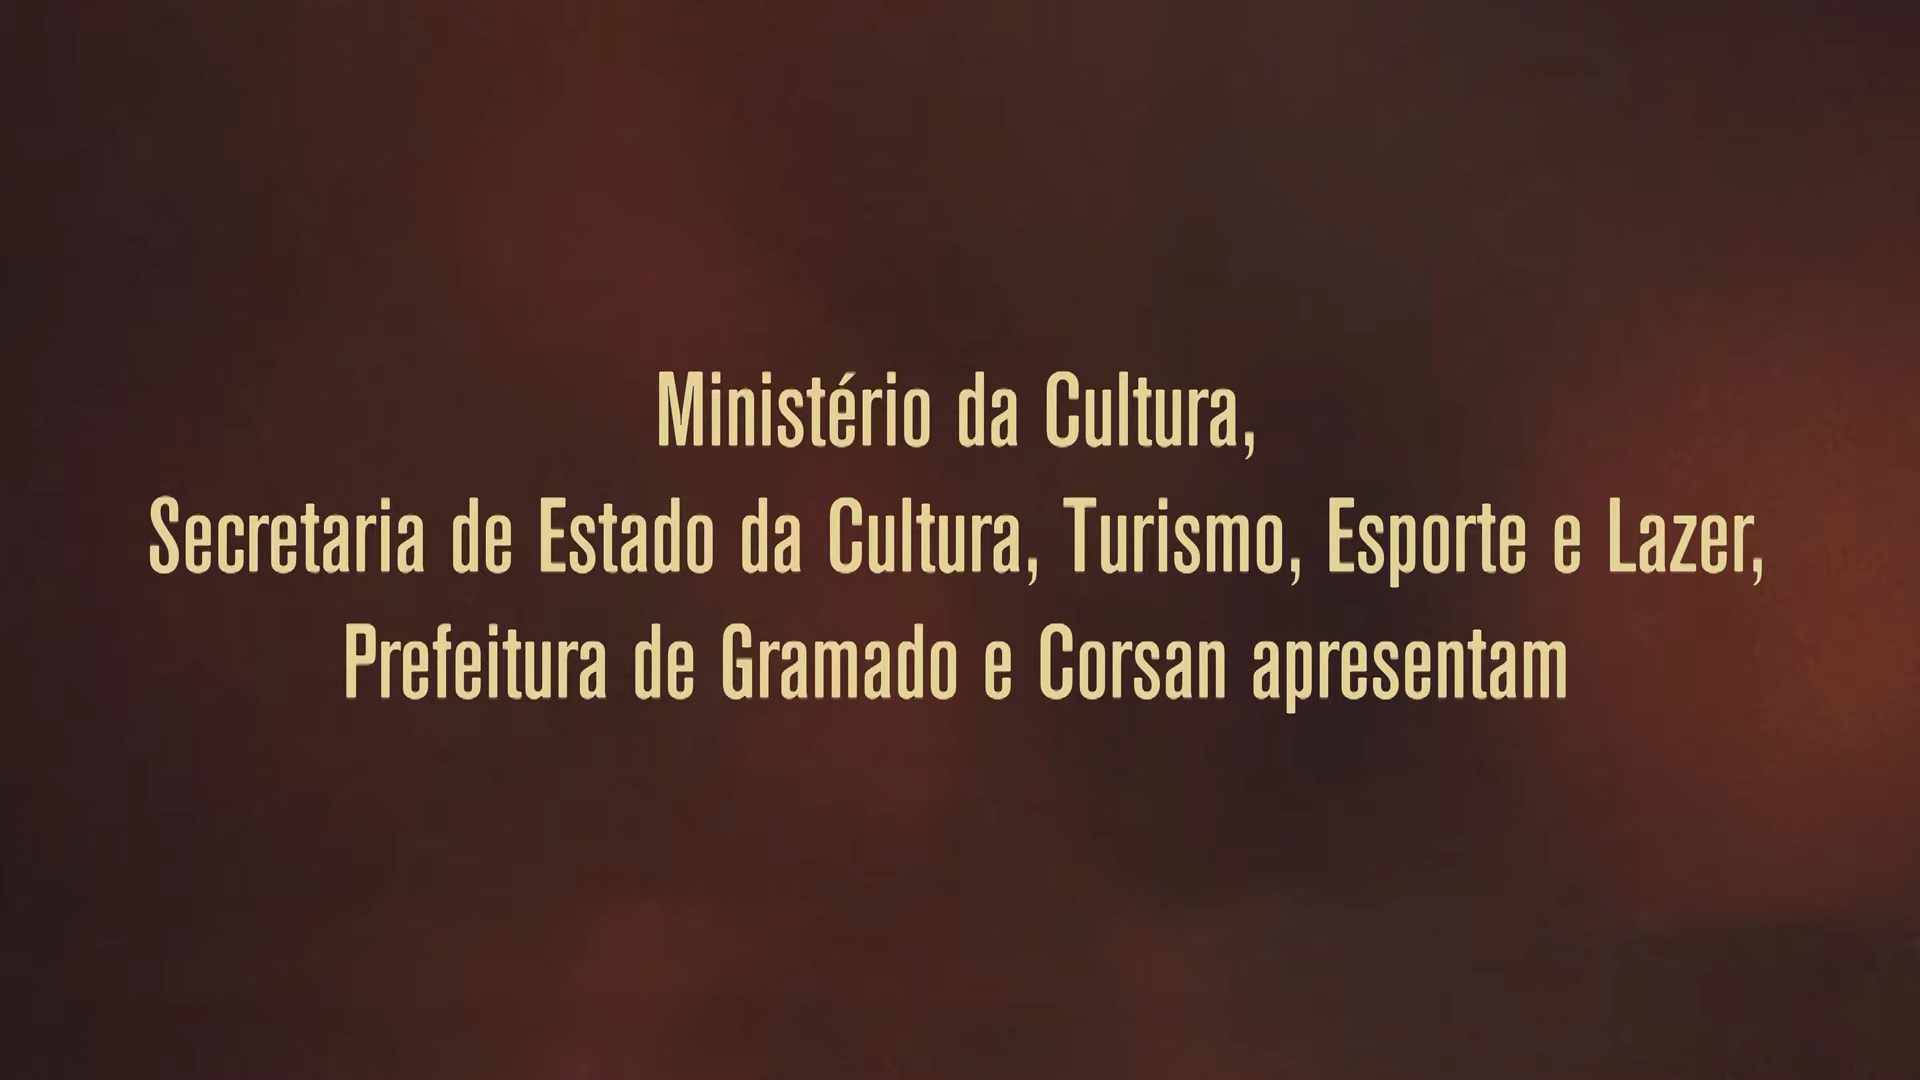 Ministério da Cultura,
Secretaria de Estado da Cultura, Turismo, Esporte e Lazer,
Prefeitura de Gramado e Corsan apresentam